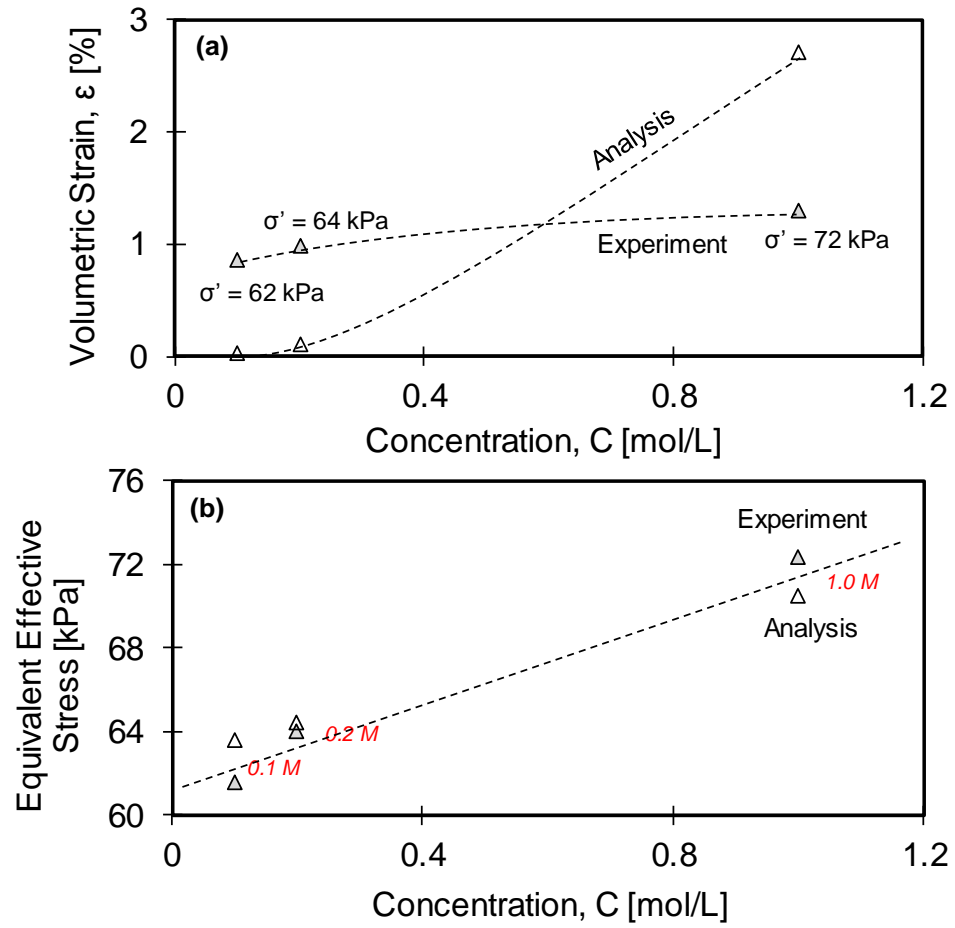 (a)
Volumetric Strain, ε [%]
3
2
1
0
Analysis
σ' = 64 kPa
Experiment
σ' = 72 kPa
σ' = 62 kPa
0
0.4
0.8
1.2
Concentration, C [mol/L]
(b)
Equivalent Effective
Stress [kPa]
76
72
68
64
60
Experiment
1.0 M
Analysis
0.2 M
0.1 M
0
0.4
0.8
1.2
Concentration, C [mol/L]